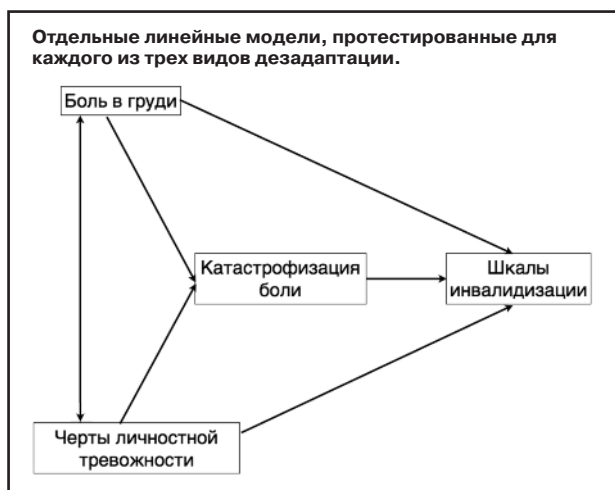 Отдельные линейные модели, протестированные для
каждого из трех видов дезадаптации.
Боль в груди
Катастрофизация
боли
Шкалы
инвалидизации
Черты личностной
тревожности